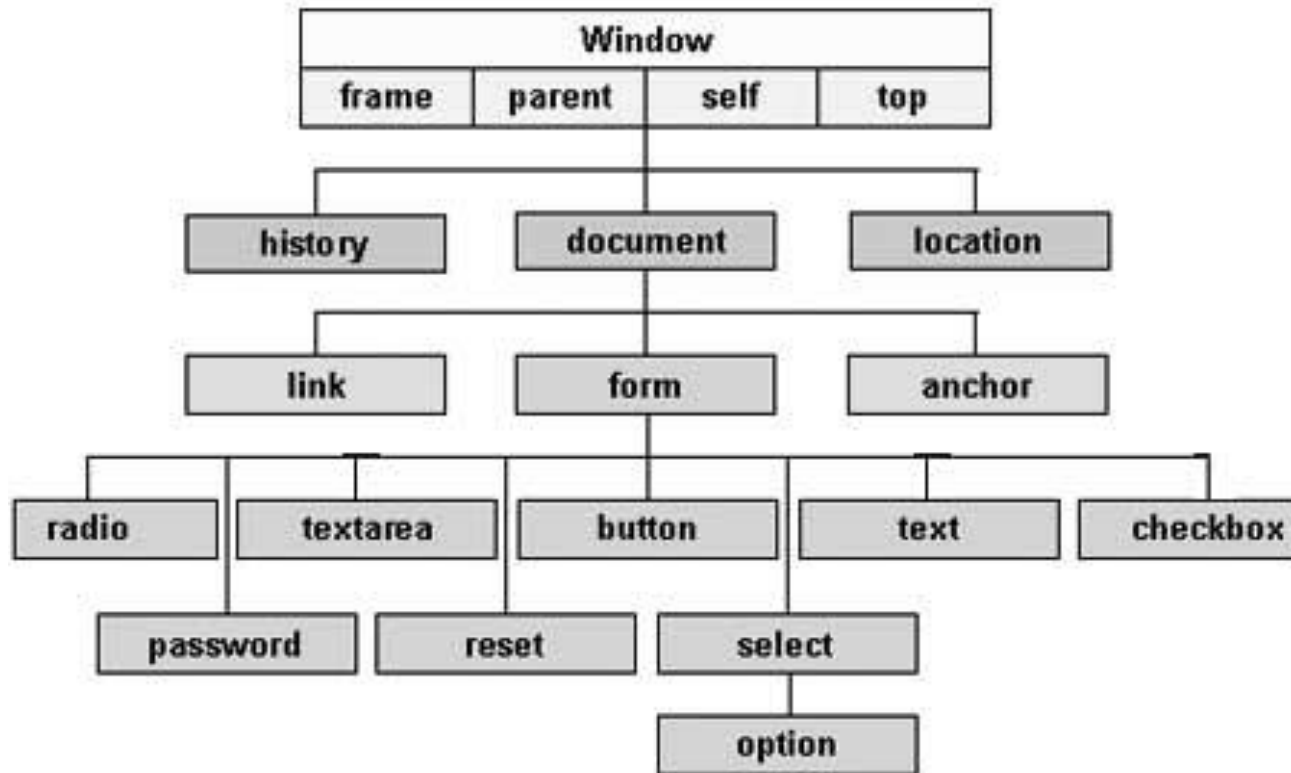 Window
frame parent self top
history document location
link form anchor
radio textarea button text checkbox
password reset select
option